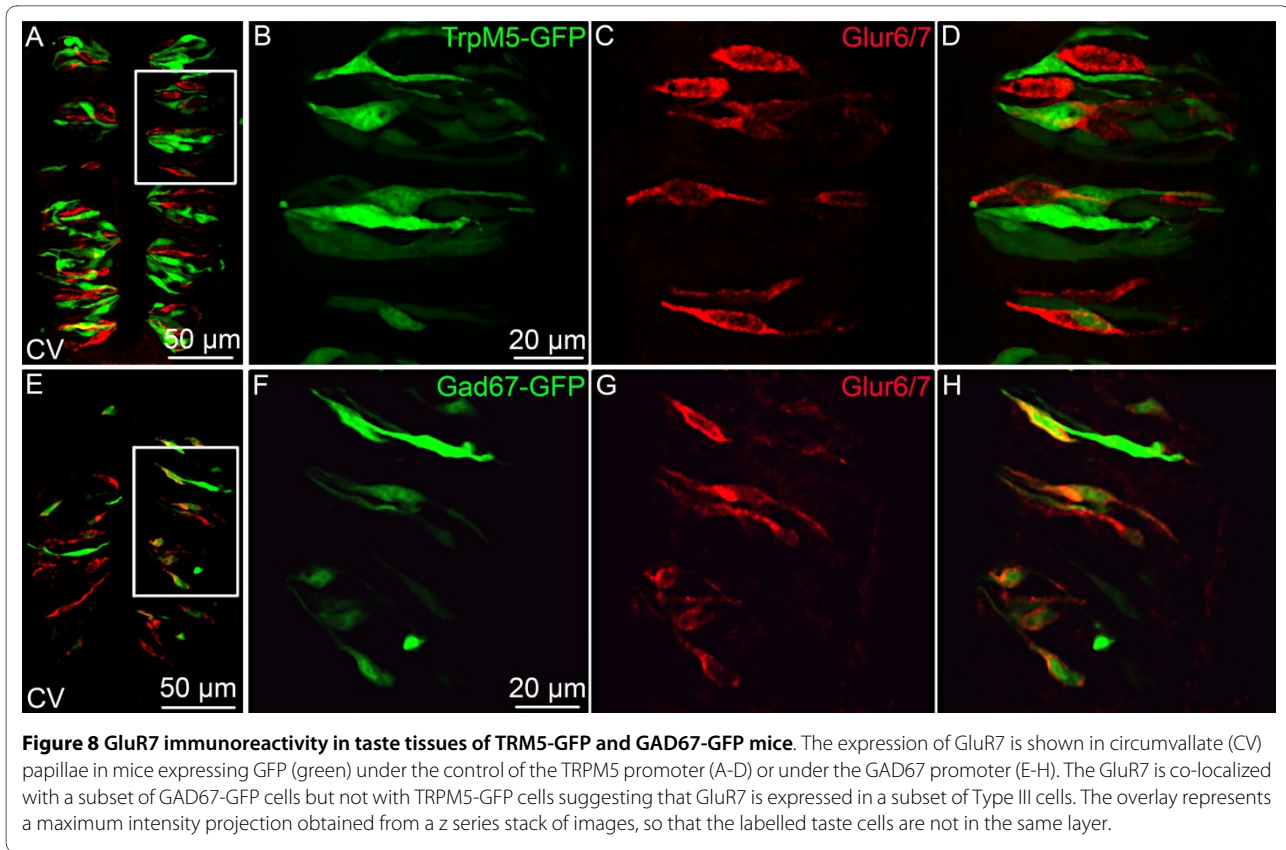 A
B
TrpM5-GFP
C
Glur6/7
D
50 µm
CV
20 µm
E
F
Gad67-GFP
G
Glur6/7
H
50 µm
CV
20 µm
Figure 8 GluR7 immunoreactivity in taste tissues of TRM5-GFP and GAD67-GFP mice. The expression of GluR7 is shown in circumvallate (CV)
papillae in mice expressing GFP (green) under the control of the TRPM5 promoter (A-D) or under the GAD67 promoter (E-H). The GluR7 is co-localized
with a subset of GAD67-GFP cells but not with TRPM5-GFP cells suggesting that GluR7 is expressed in a subset of Type III cells. The overlay represents
a maximum intensity projection obtained from a z series stack of images, so that the labelled taste cells are not in the same layer.